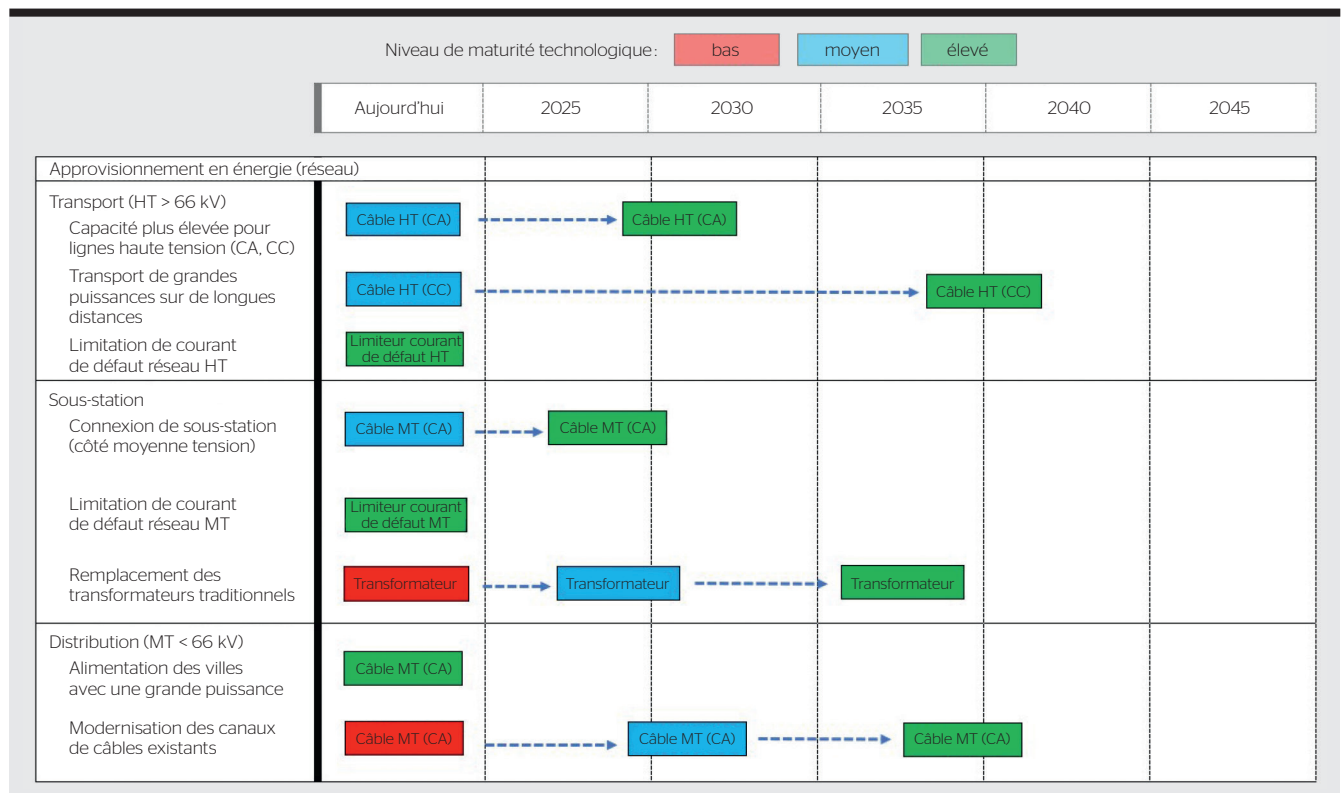 Niveau de maturité technologique: bas moyen élevé
Aujourd'hui 2025 2030 2035 2040 2045
Approvisionnement en énergie (réseau)
Transport (HT > 66 kV)
Capacité plus élevée pour
lignes haute tension (CA, CC)
Câble HT (CA) Câble HT (CA)
Transport de grandes
puissances sur de longues
distances
Câble HT (CC) Câble HT (CC)
Limitation de courant
de défaut réseau HT
Limiteur courant
de défaut HT
Sous-station
Connexion de sous-station
(côté moyenne tension)
Câble MT (CA) Câble MT (CA)
Limitation de courant
de défaut réseau MT
Limiteur courant
de défaut MT
Remplacement des
transformateurs traditionnels
Transformateur Transformateur Transformateur
Distribution (MT < 66 kV)
Alimentation des villes
avec une grande puissance
Câble MT (CA)
Modernisation des canaux
de câbles existants
Câble MT (CA) Câble MT (CA) Câble MT (CA)